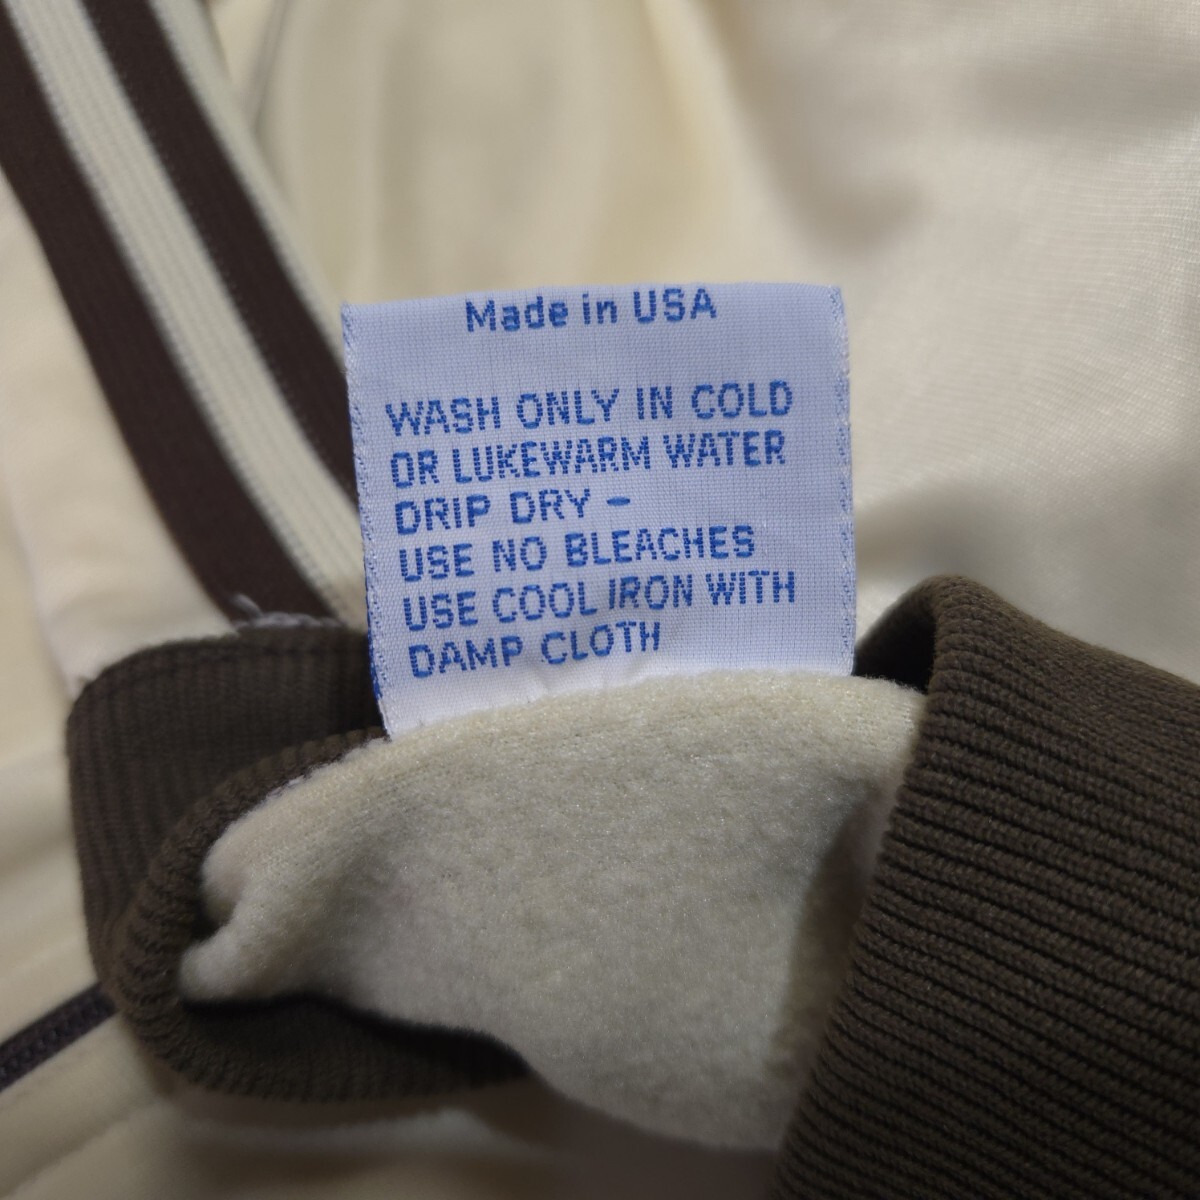 Made in USA
WASH ONLY IN COLD
OR LUKEWARM WATER
DRIP DRY -
USE NO BLEACHES
USE COOL IRON WITH
DAMP CLOTH